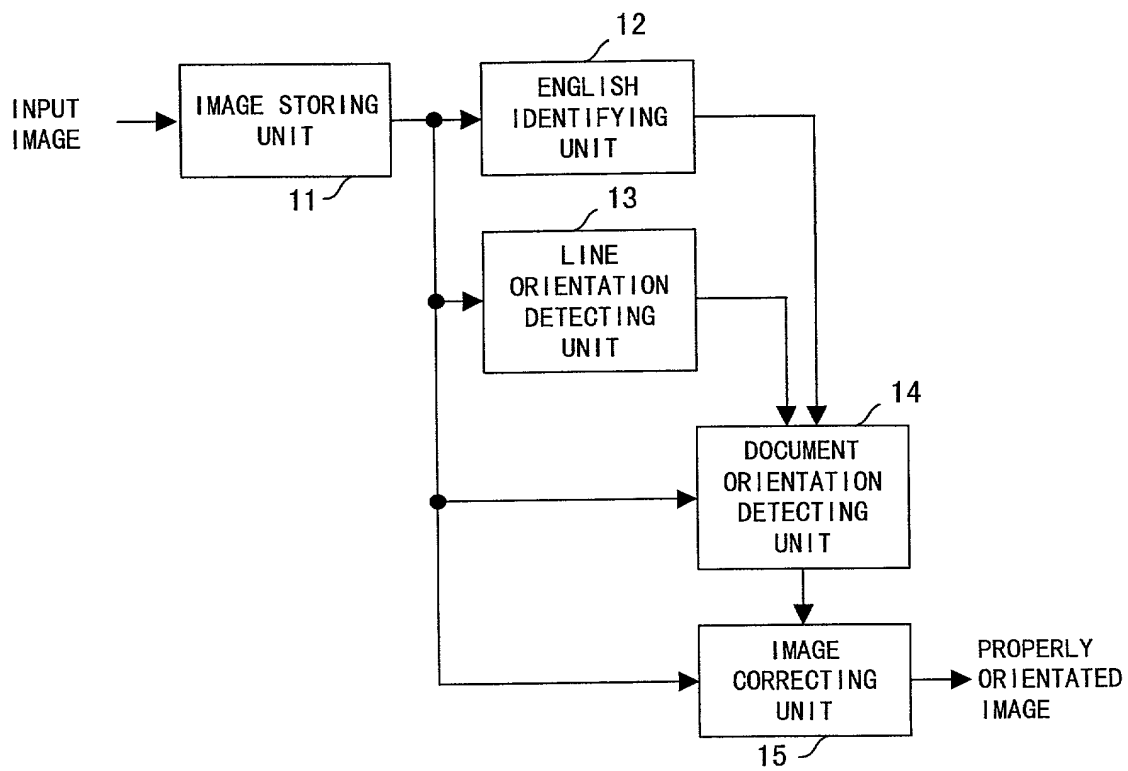 12
INPUT
IMAGE
IMAGE STORING
UNIT
11
ENGLISH
IDENTIFYING
UNIT
13
LINE
ORIENTATION
DETECTING
UNIT
14
DOCUMENT
ORIENTATION
DETECTING
UNIT
IMAGE
CORRECTING
UNIT
15
PROPERLY
ORIENTATED
IMAGE